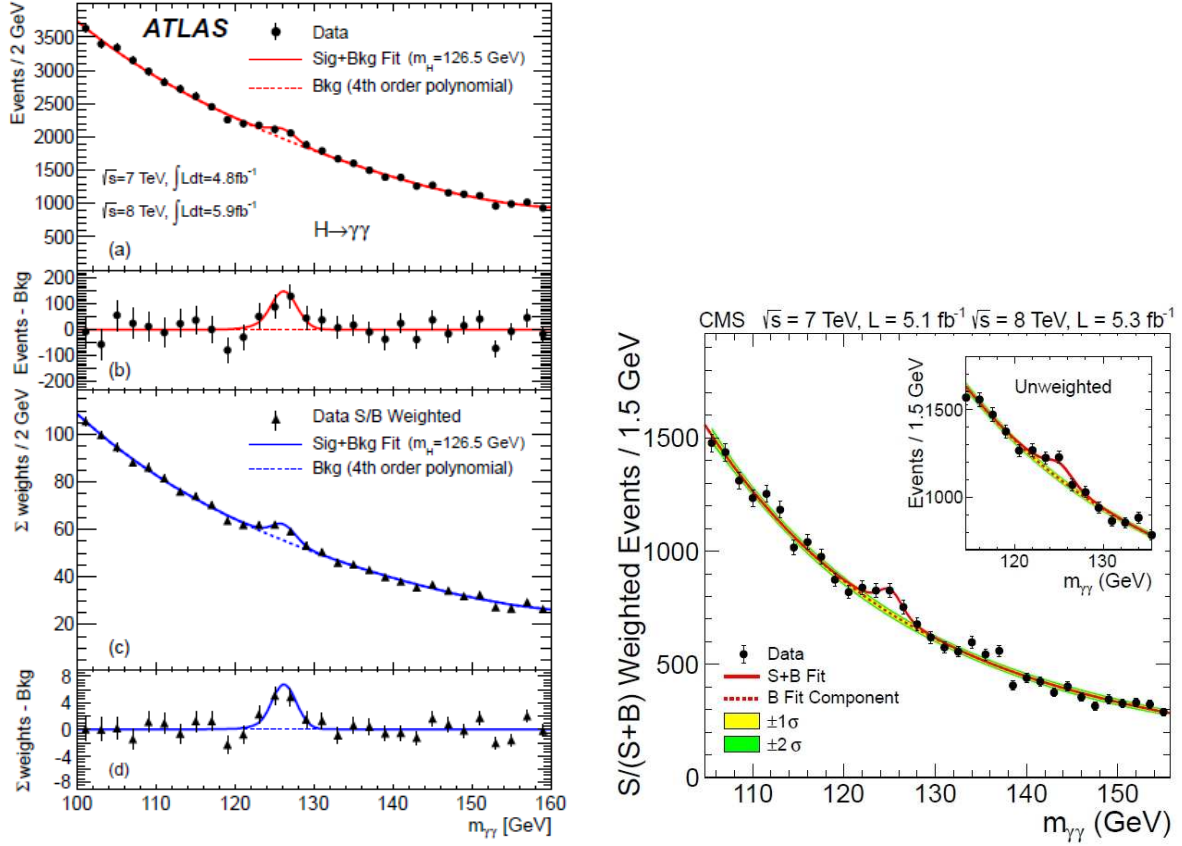 ATLAS
Data
Sig+Bkg Fit (m_H=126.5 GeV)
Bkg (4th order polynomial)
Events / 2 GeV
3500
3000
2500
2000
1500
1000
500
√s=7 TeV, ∫Ldt=4.8fb⁻¹
√s=8 TeV, ∫Ldt=5.9fb⁻¹
H→γγ
(a)
Events - Bkg
200
100
0
-100
-200
(b)
Σ weights / 2 GeV
Data S/B Weighted
Sig+Bkg Fit (m_H=126.5 GeV)
Bkg (4th order polynomial)
100
80
60
40
20
(c)
Σ weights - Bkg
8
4
0
-4
-8
(d)
100 110 120 130 140 150 160
m_γγ [GeV]
CMS √s = 7 TeV, L = 5.1 fb⁻¹ √s = 8 TeV, L = 5.3 fb⁻¹
S/(S+B) Weighted Events / 1.5 GeV
1500
1000
500
0
Unweighted
Events / 1.5 GeV
1500
1000
120 130
m_γγ (GeV)
Data
S+B Fit
B Fit Component
±1σ
±2 σ
110 120 130 140 150
m_γγ (GeV)